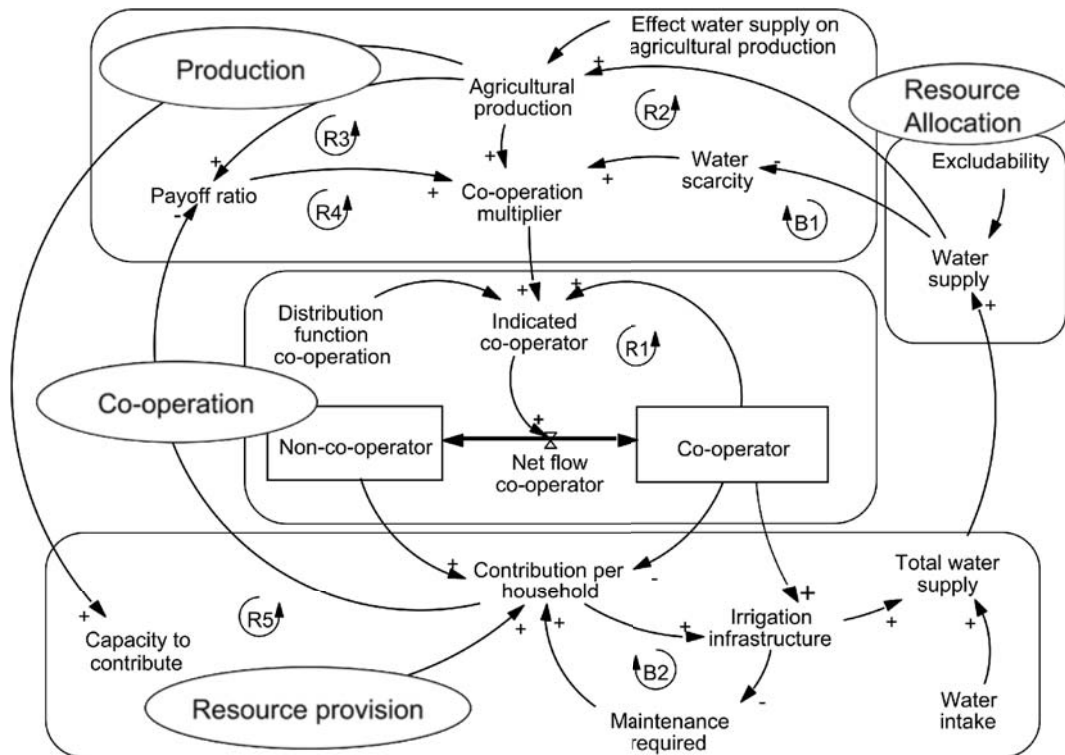 Effect water supply on
agricultural production
+
Production
Agricultural
production
R2
Resource
Allocation
R3
+
+
-
Excludability
Payoff ratio
-
R4
+
Co-operation
multiplier
+
Water
scarcity
B1
Water
supply
+
+
+
Distribution
function
co-operation
Indicated
co-operator
R1
Co-operation
+
Non-co-operator
Net flow
co-operator
Co-operator
+
Contribution per
household
-
Total water
supply
+
R5
+
Capacity to
contribute
+
+
+
Irrigation
infrastructure
+
+
B2
Resource provision
-
Maintenance
required
Water
intake